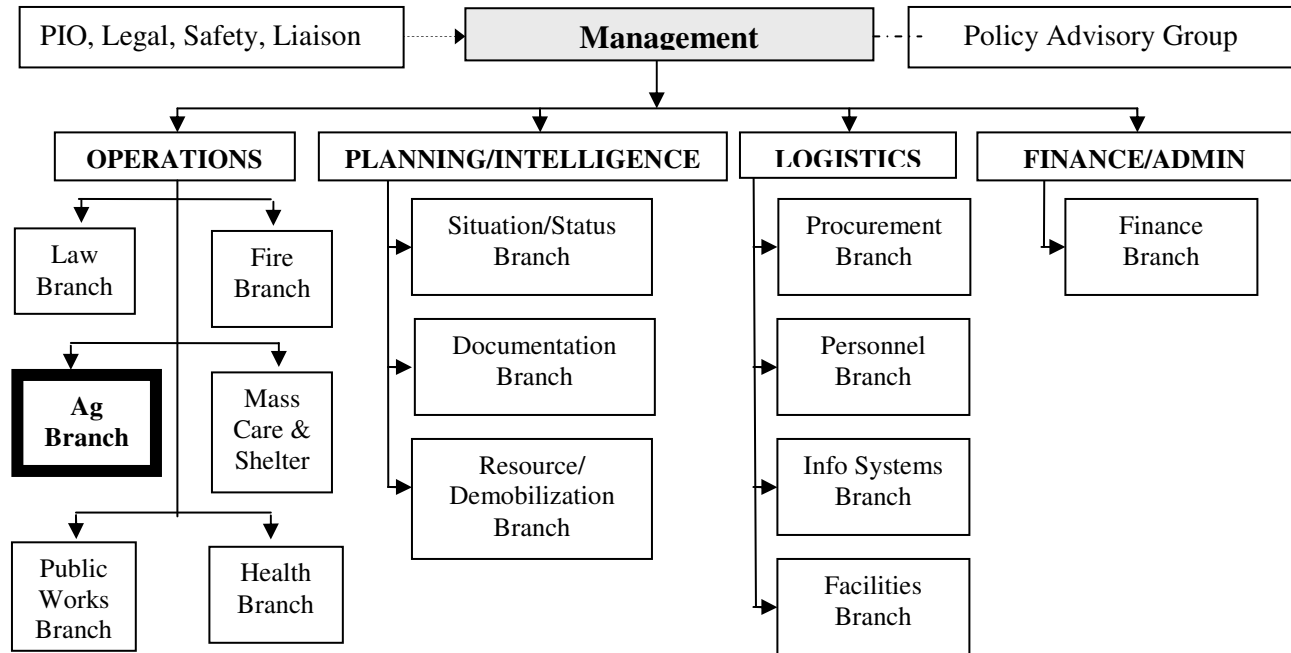 PIO, Legal, Safety, Liaison
Management
Policy Advisory Group
OPERATIONS
PLANNING/INTELLIGENCE
LOGISTICS
FINANCE/ADMIN
Law
Branch
Fire
Branch
Ag
Branch
Mass
Care &
Shelter
Public
Works
Branch
Health
Branch
Situation/Status
Branch
Documentation
Branch
Resource/
Demobilization
Branch
Procurement
Branch
Personnel
Branch
Info Systems
Branch
Facilities
Branch
Finance
Branch